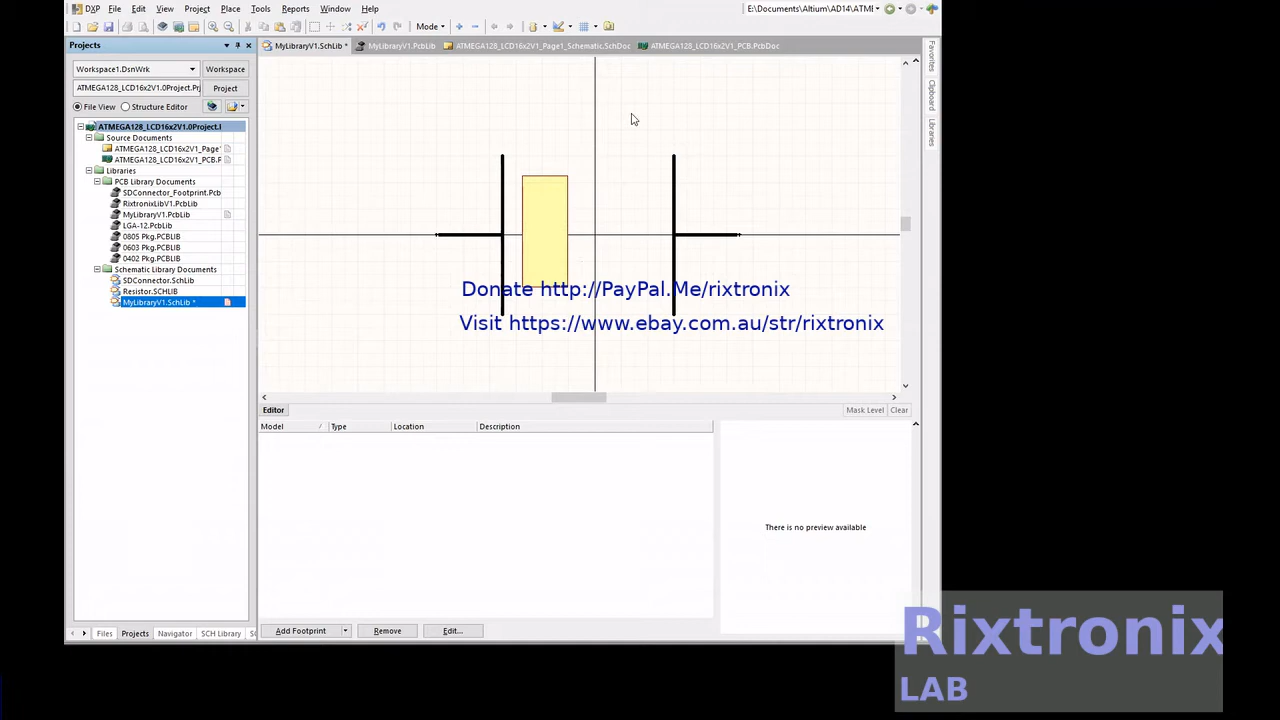 DXP File Edit View Project Place Tools Reports Window Help
E:\Documents\Altium\AD14\ATMI
Mode
Projects
MyLibraryV1.SchLib *
MyLibraryV1.PcbLib
ATMEGA128_LCD16x2V1_Page1_Schematic.SchDoc
ATMEGA128_LCD16x2V1_PCB.PcbDoc
Workspace1.DsnWrk
Workspace
ATMEGA128_LCD16x2V1.0Project.Prj
Project
File View
Structure Editor
ATMEGA128_LCD16x2V1.0Project.I
Source Documents
ATMEGA128_LCD16x2V1_Page
ATMEGA128_LCD16x2V1_PCB.F
Libraries
PCB Library Documents
SDConnector_Footprint.Pcb
RixtronixLibV1.PcbLib
MyLibraryV1.PcbLib
LGA-12.PcbLib
0805 Pkg.PCBLIB
0603 Pkg.PCBLIB
0402 Pkg.PCBLIB
Schematic Library Documents
SDConnector.SchLib
Resistor.SCHLIB
MyLibraryV1.SchLib *
Files
Projects
Navigator
SCH Library
Favorites
Clipboard
Libraries
Donate http://PayPal.Me/rixtronix
Visit https://www.ebay.com.au/str/rixtronix
Editor
Mask Level
Clear
Model
Type
Location
Description
There is no preview available
Add Footprint
Remove
Edit...
Rixtronix
LAB